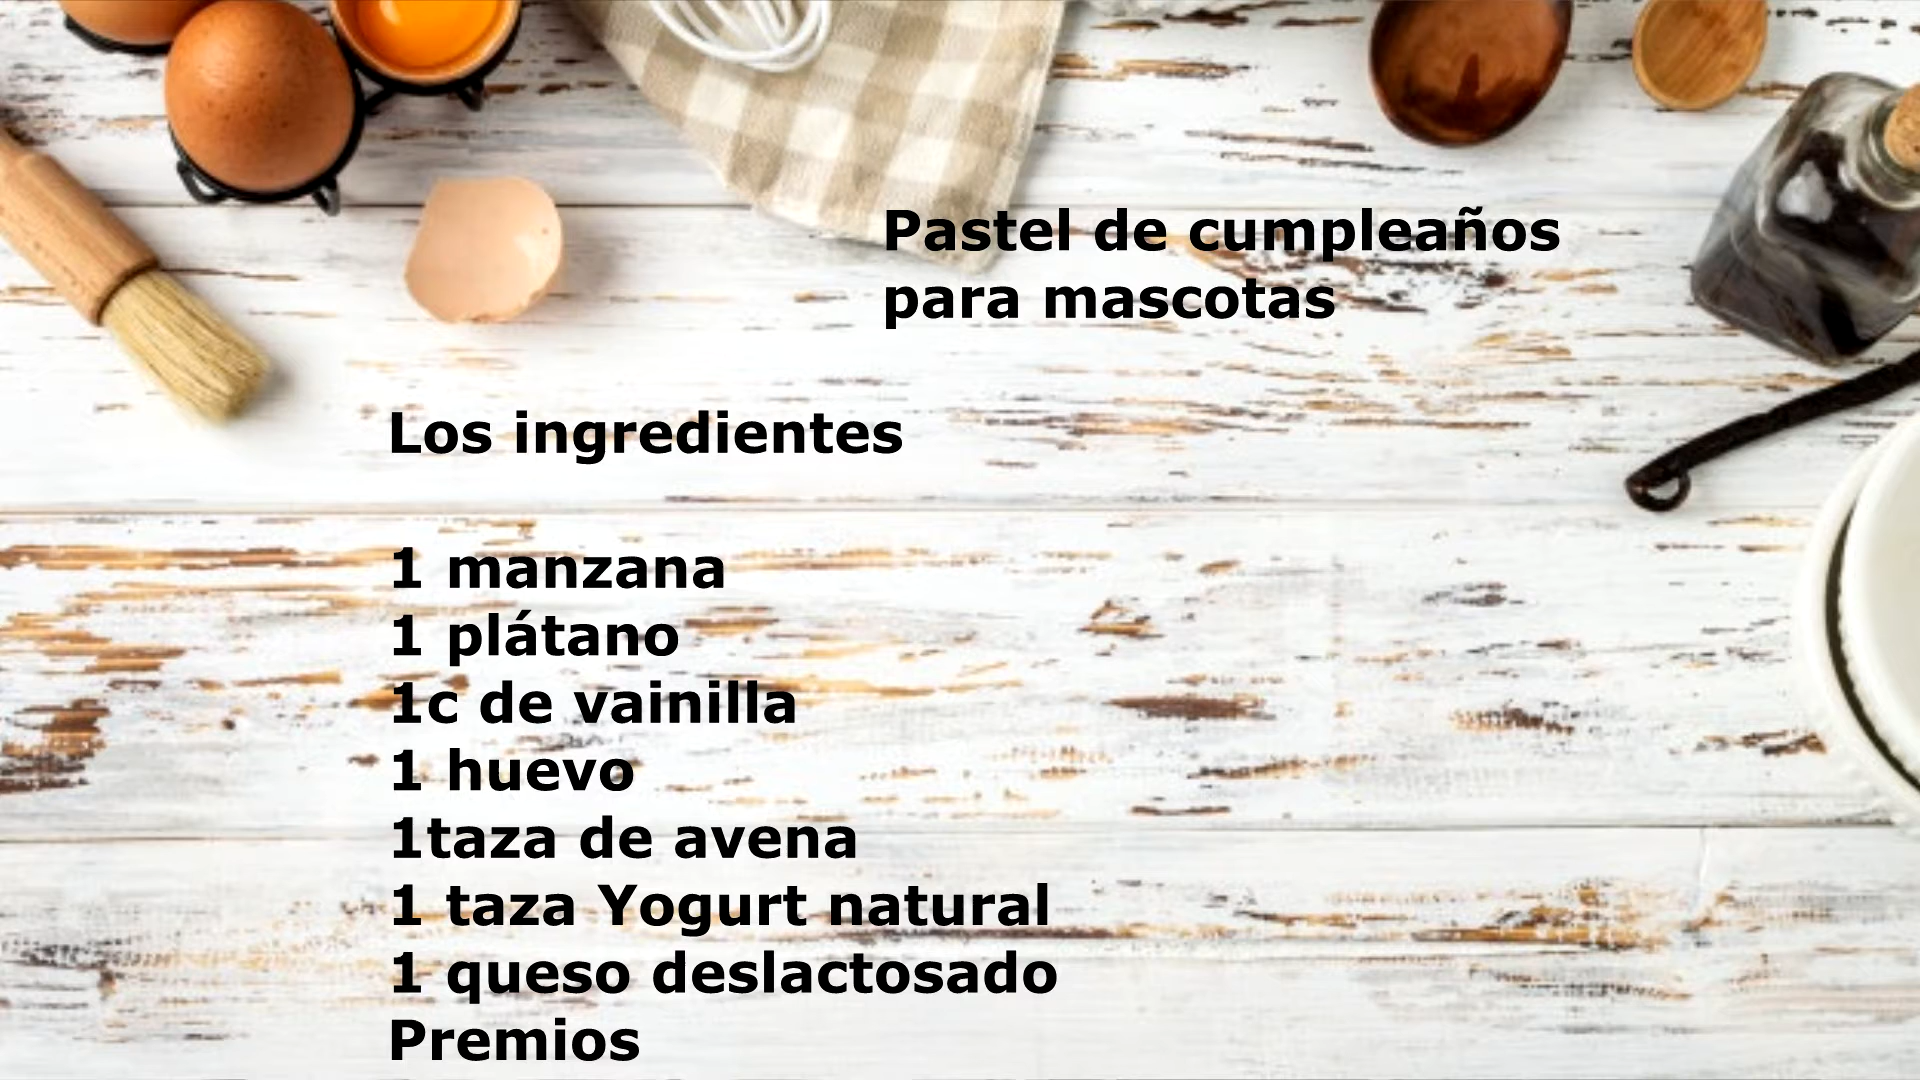 Pastel de cumpleaños
para mascotas
Los ingredientes
1 manzana
1 plátano
1c de vainilla
1 huevo
1taza de avena
1 taza Yogurt natural
1 queso deslactosado
Premios